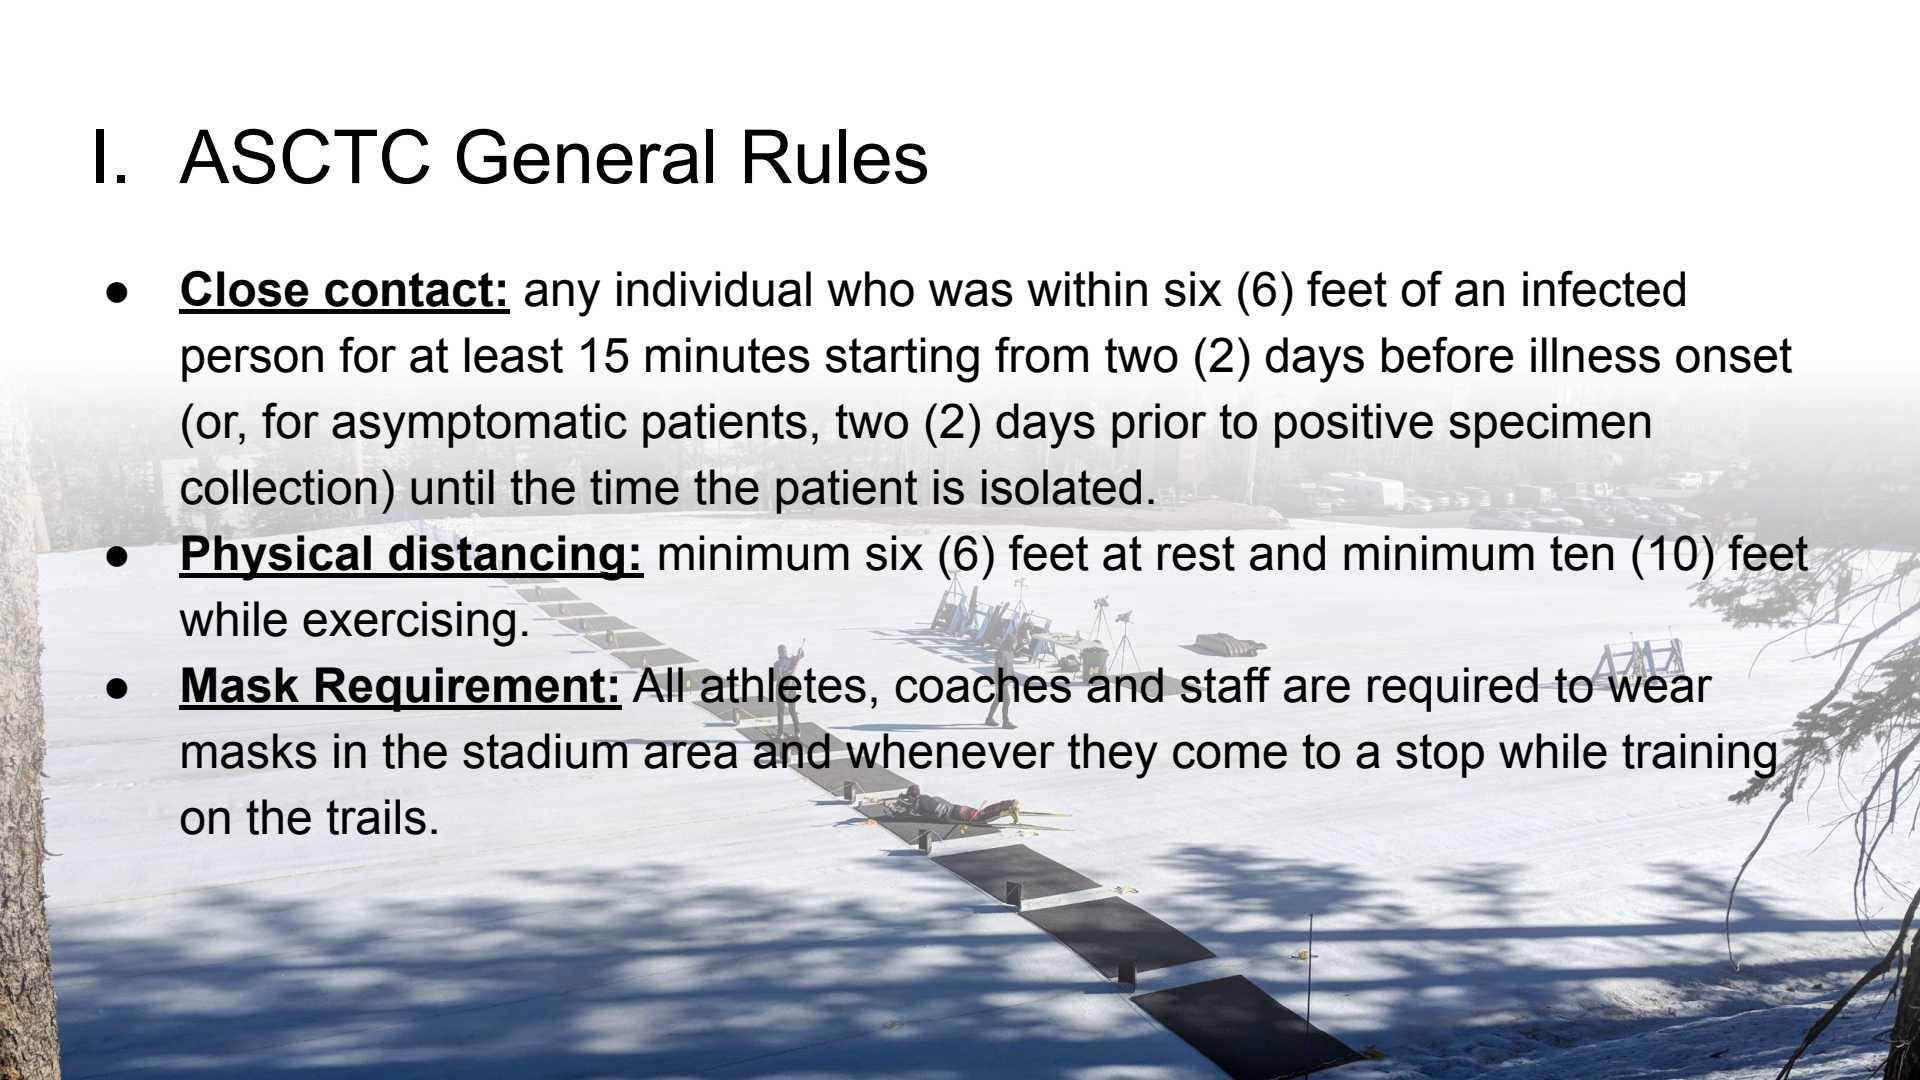 I. ASCTC General Rules
● Close contact: any individual who was within six (6) feet of an infected
person for at least 15 minutes starting from two (2) days before illness onset
(or, for asymptomatic patients, two (2) days prior to positive specimen
collection) until the time the patient is isolated.
● Physical distancing: minimum six (6) feet at rest and minimum ten (10) feet
while exercising.
● Mask Requirement: All athletes, coaches and staff are required to wear
masks in the stadium area and whenever they come to a stop while training
on the trails.